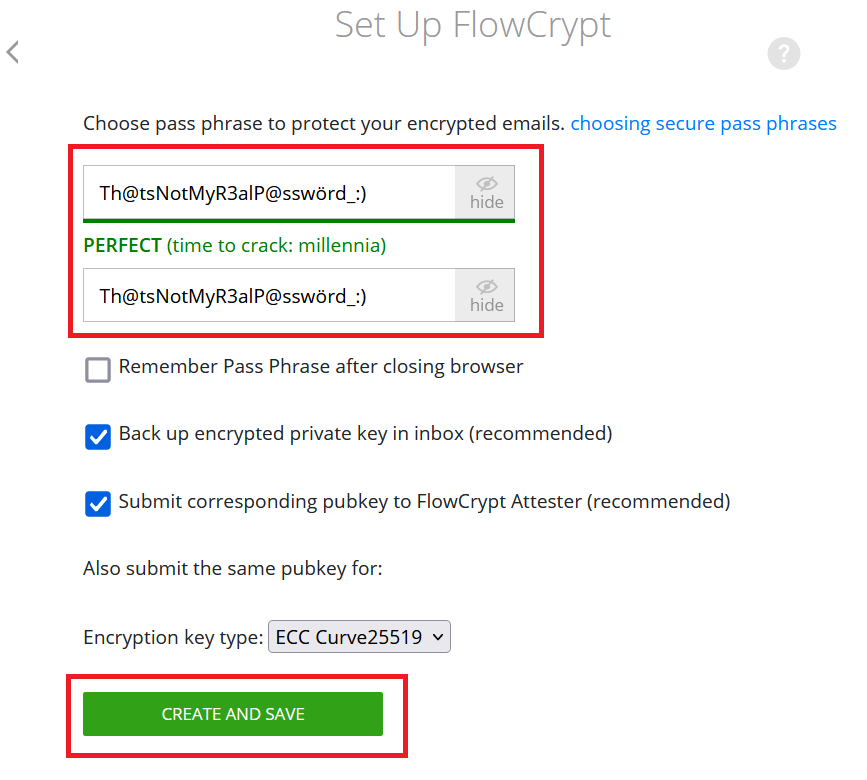 Set Up FlowCrypt
?
Choose pass phrase to protect your encrypted emails. choosing secure pass phrases
Th@tsNotMyR3alP@sswörd_:)
hide
PERFECT (time to crack: millennia)
Th@tsNotMyR3alP@sswörd_:)
hide
Remember Pass Phrase after closing browser
Back up encrypted private key in inbox (recommended)
Submit corresponding pubkey to FlowCrypt Attester (recommended)
Also submit the same pubkey for:
Encryption key type: ECC Curve25519
CREATE AND SAVE